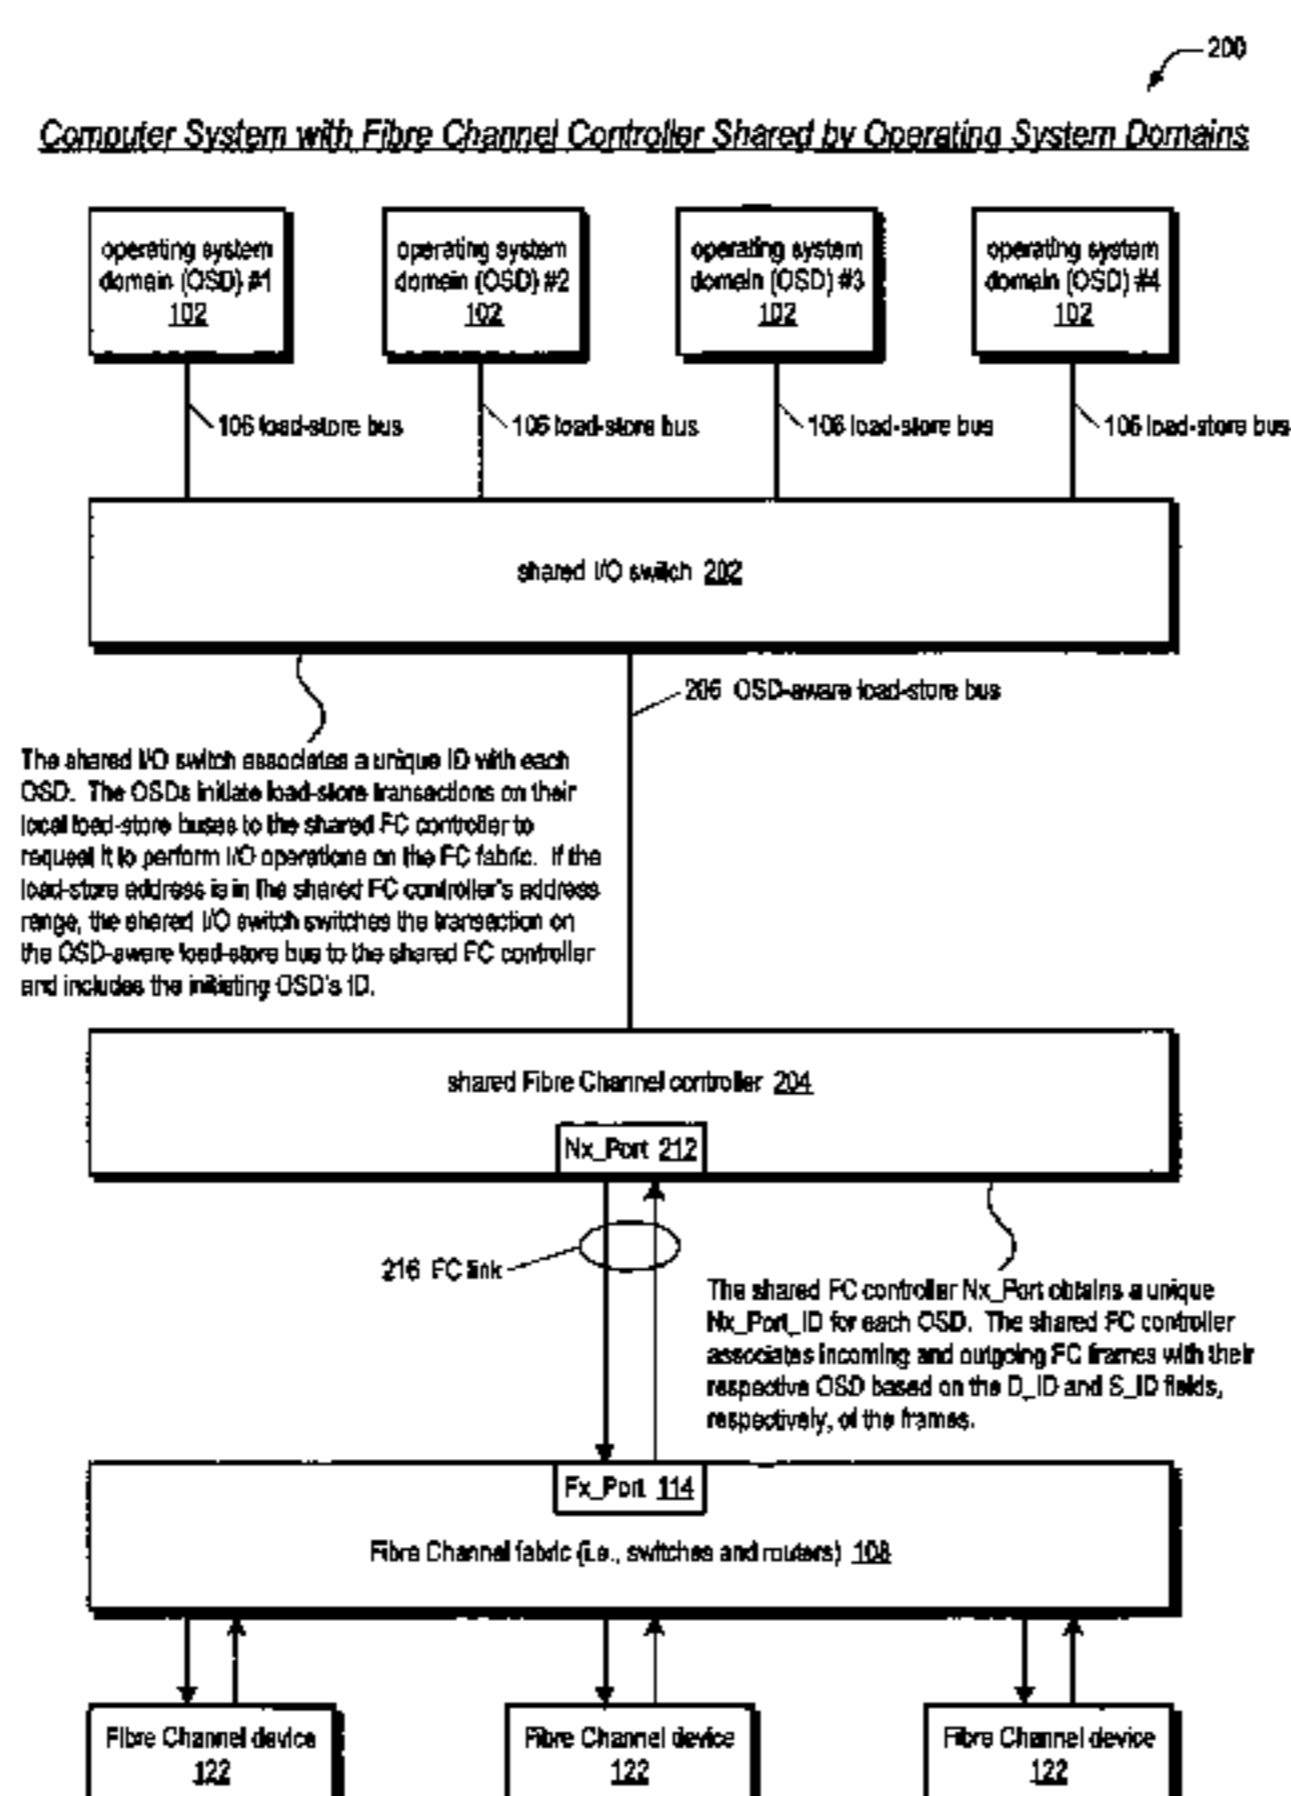 200
Computer System with Fibre Channel Controller Shared by Operating System Domains
operating system
domain (OSD) #1
102
operating system
domain (OSD) #2
102
operating system
domain (OSD) #3
102
operating system
domain (OSD) #4
102
106 load-store bus
106 load-store bus
106 load-store bus
106 load-store bus
shared I/O switch 202
206 OSD-aware load-store bus
The shared I/O switch associates a unique ID with each
OSD. The OSDs initiate load-store transactions on their
local load-store buses to the shared FC controller to
request it to perform I/O operations on the FC fabric. If the
load-store address is in the shared FC controller's address
range, the shared I/O switch switches the transaction on
the OSD-aware load-store bus to the shared FC controller
and includes the initiating OSD's ID.
shared Fibre Channel controller 204
Nx_Port 212
216 FC link
The shared FC controller Nx_Port obtains a unique
Nx_Port_ID for each OSD. The shared FC controller
associates incoming and outgoing FC frames with their
respective OSD based on the D_ID and S_ID fields,
respectively, of the frames.
Fx_Port 114
Fibre Channel fabric (i.e., switches and routers) 108
Fibre Channel device
122
Fibre Channel device
122
Fibre Channel device
122